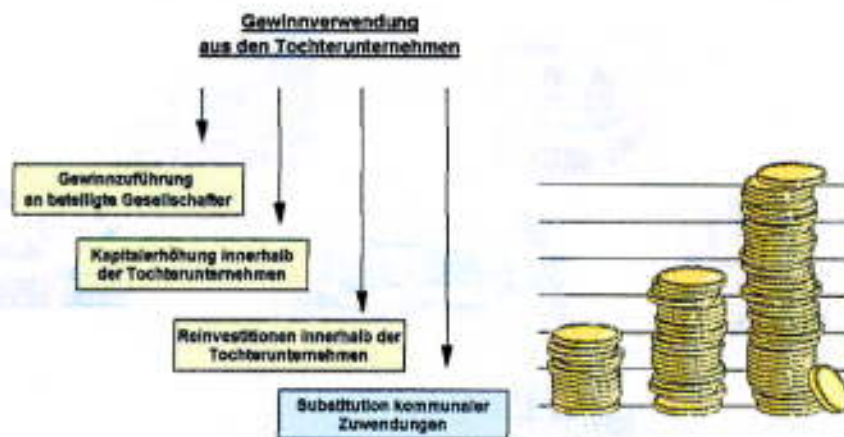 Gewinnverwendung
aus den Tochterunternehmen
Gewinnzuführung
an beteiligte Gesellschafter
Kapitalerhöhung innerhalb
der Tochterunternehmen
Reinvestitionen innerhalb der
Tochterunternehmen
Substitution kommunaler
Zuwendungen